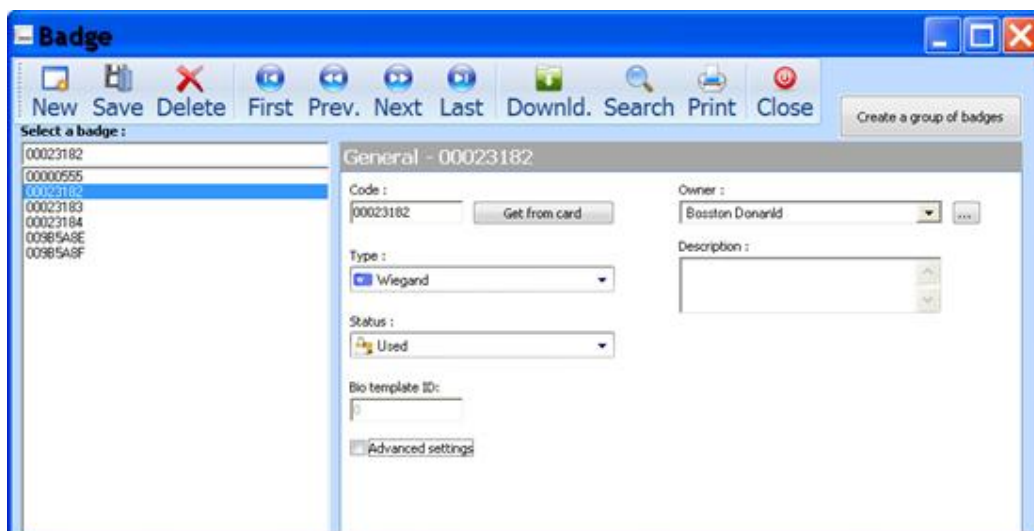 Badge
New Save Delete First Prev. Next Last Downld. Search Print Close
Create a group of badges
Select a badge :
00023182
00000555
00023182
00023183
00023184
009B5A8E
009B5A8F
General - 00023182
Code :
00023182
Get from card
Owner :
Bosston Donanld
...
Type :
Wiegand
Description :
Status :
Used
Bio template ID:
0
Advanced settings